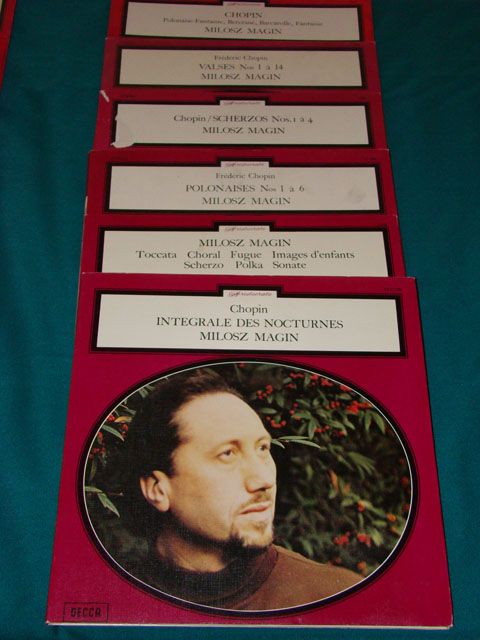 CHOPIN
Polonaise-Fantaisie, Berceuse, Barcarolle, Fantaisie
MILOSZ MAGIN
Frédéric Chopin
VALSES Nos 1 à 14
MILOSZ MAGIN
Chopin/SCHERZOS Nos. 1 à 4
MILOSZ MAGIN
Frédéric Chopin
POLONAISES Nos 1 à 6
MILOSZ MAGIN
MILOSZ MAGIN
Toccata Choral Fugue Images d'enfants
Scherzo Polka Sonate
Chopin
INTEGRALE DES NOCTURNES
MILOSZ MAGIN
DECCA